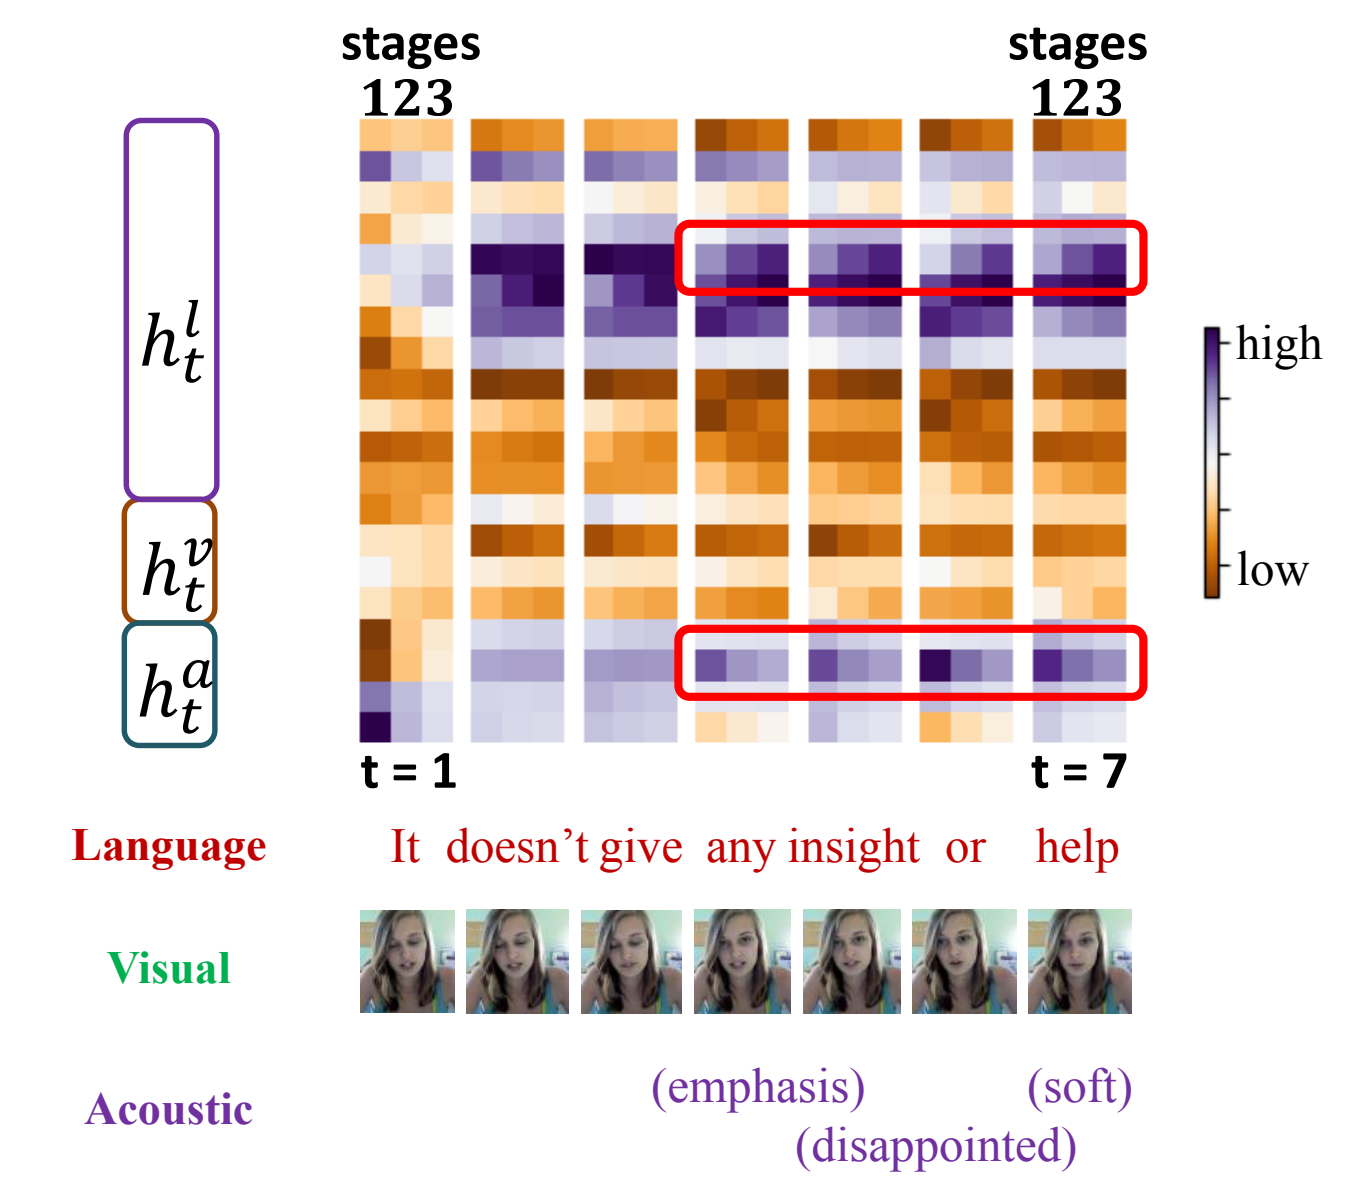 stages stages
123 123
h_t^l
h_t^v
h_t^a
high
low
t = 1 t = 7
Language It doesn't give any insight or help
Visual
Acoustic (emphasis) (soft)
(disappointed)